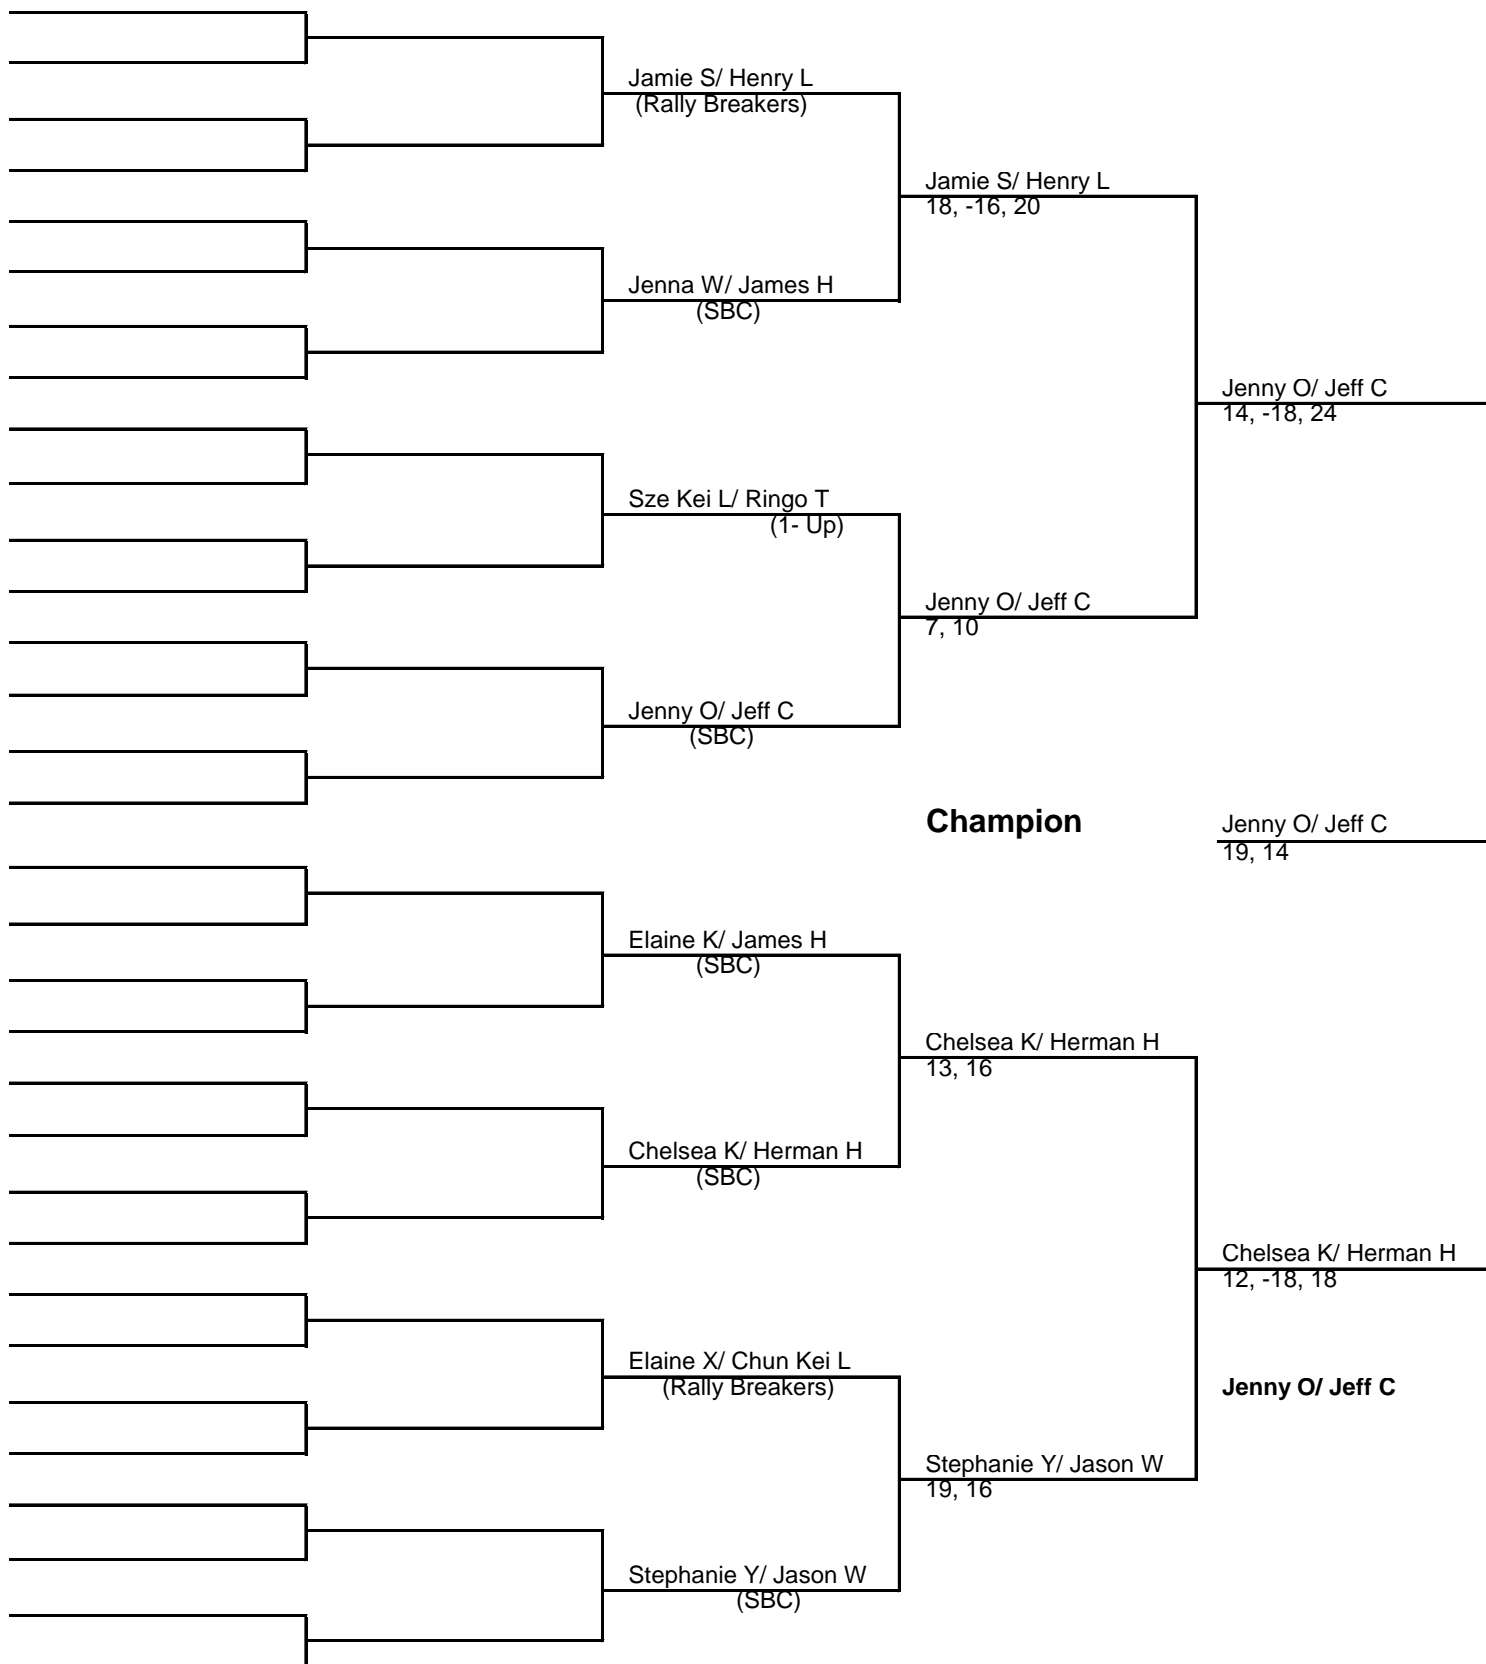 Jamie S/ Henry L
(Rally Breakers)
Jamie S/ Henry L
18, -16, 20
Jenna W/ James H
(SBC)
Jenny O/ Jeff C
14, -18, 24
Sze Kei L/ Ringo T
(1- Up)
Jenny O/ Jeff C
7, 10
Jenny O/ Jeff C
(SBC)
Champion
Jenny O/ Jeff C
19, 14
Elaine K/ James H
(SBC)
Chelsea K/ Herman H
13, 16
Chelsea K/ Herman H
(SBC)
Chelsea K/ Herman H
12, -18, 18
Elaine X/ Chun Kei L
(Rally Breakers)
Jenny O/ Jeff C
Stephanie Y/ Jason W
19, 16
Stephanie Y/ Jason W
(SBC)